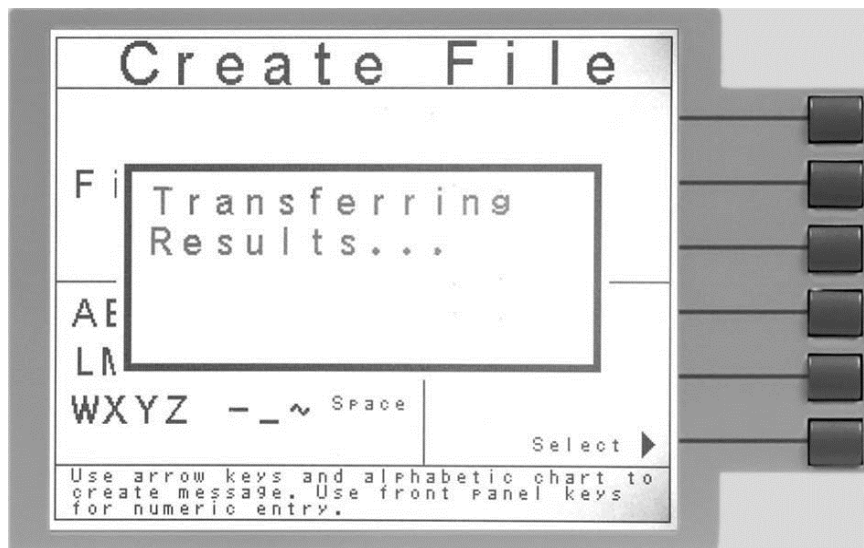 Create File
Fi
Transferring
Results...
AB
LM
WXYZ -_~ Space
Select ▶
Use arrow keys and alphabetic chart to
create message. Use front panel keys
for numeric entry.